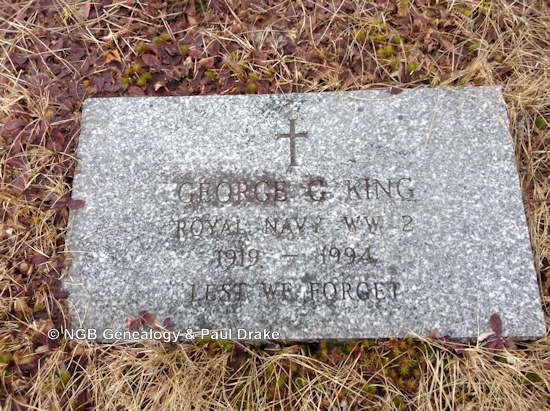 GEORGE G. KING
ROYAL NAVY WW 2
1919 — 1994
LEST WE FORGET
© NGB Genealogy & Paul Drake